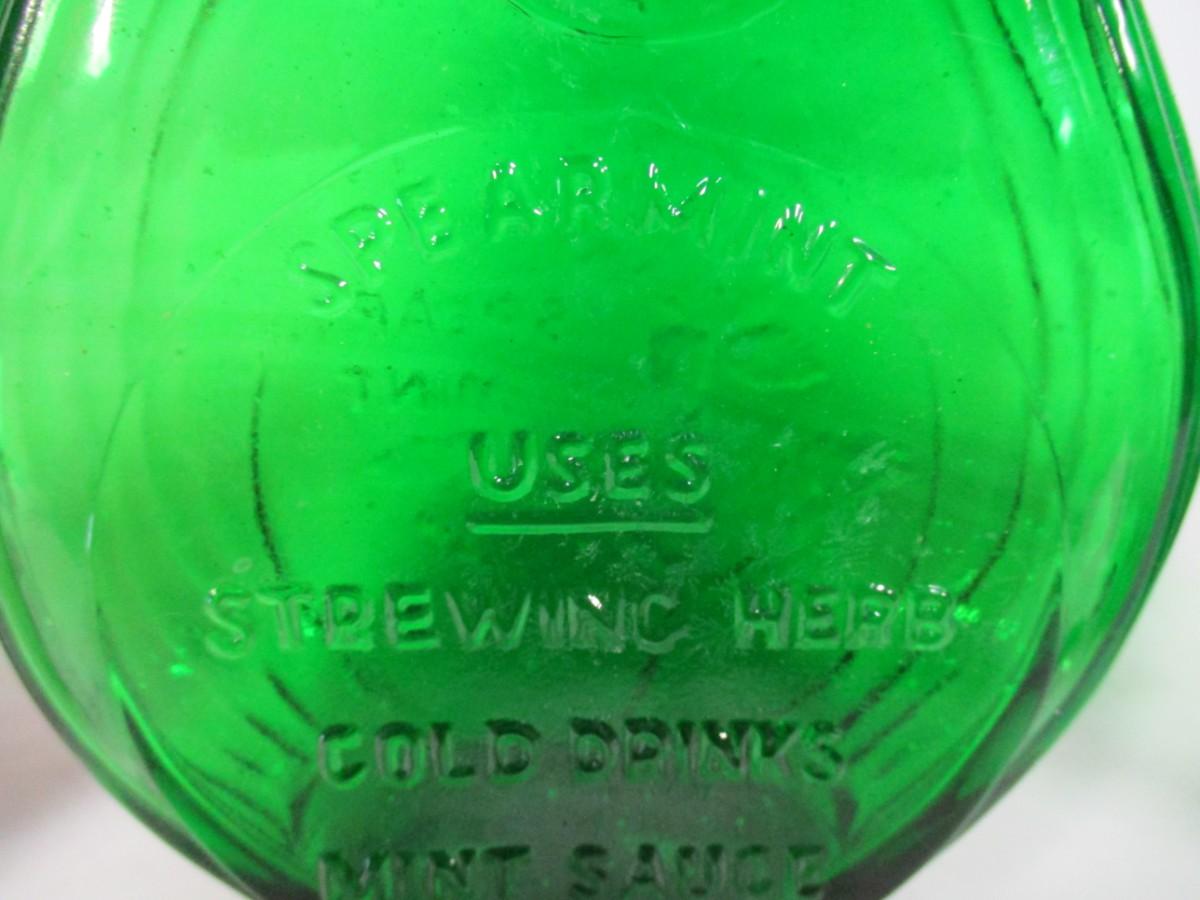 SPEARMINT
USES
STREWING HERB
COLD DRINKS
MINT SAUCE